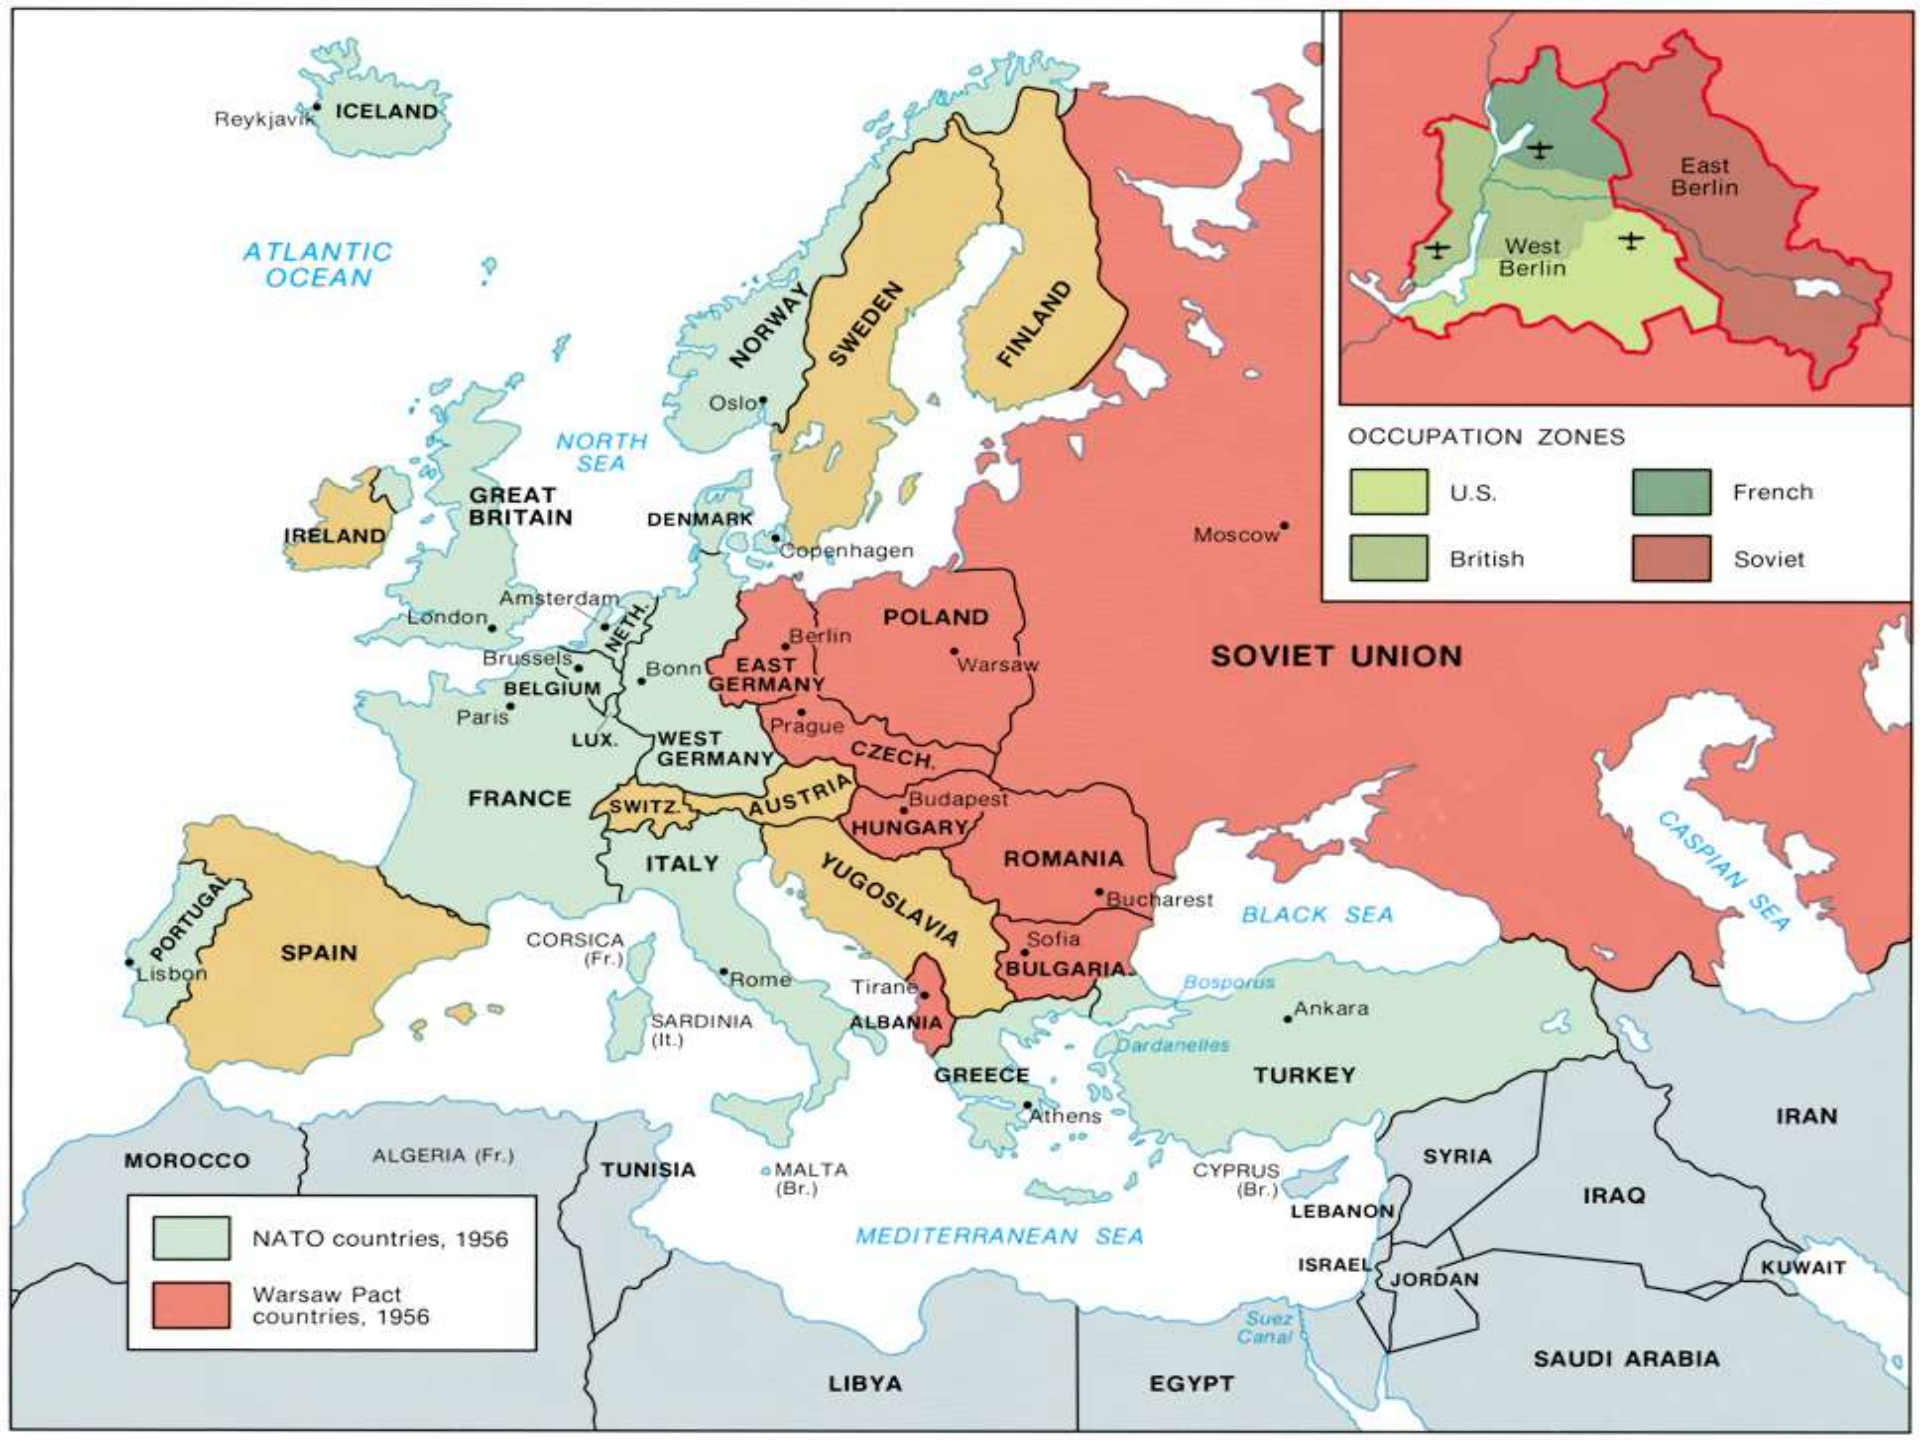 Reykjavik
ICELAND
ATLANTIC
OCEAN
NORWAY
SWEDEN
FINLAND
Oslo
NORTH
SEA
GREAT
BRITAIN
IRELAND
DENMARK
Copenhagen
Amsterdam
London
NETH.
Brussels
BELGIUM
Bonn
Paris
LUX.
WEST
GERMANY
Berlin
EAST
GERMANY
POLAND
Warsaw
Prague
CZECH.
Moscow
SOVIET UNION
FRANCE
SWITZ.
AUSTRIA
Budapest
HUNGARY
ITALY
YUGOSLAVIA
ROMANIA
Bucharest
BLACK SEA
CASPIAN SEA
PORTUGAL
Lisbon
SPAIN
CORSICA
(Fr.)
Rome
SARDINIA
(It.)
Sofia
BULGARIA
Tirane
ALBANIA
Bosporus
Ankara
Dardanelles
GREECE
TURKEY
Athens
MOROCCO
ALGERIA (Fr.)
TUNISIA
MALTA
(Br.)
CYPRUS
(Br.)
SYRIA
IRAN
IRAQ
LEBANON
MEDITERRANEAN SEA
ISRAEL
JORDAN
KUWAIT
Suez
Canal
LIBYA
EGYPT
SAUDI ARABIA
NATO countries, 1956
Warsaw Pact
countries, 1956
East
Berlin
West
Berlin
OCCUPATION ZONES
U.S.
French
British
Soviet